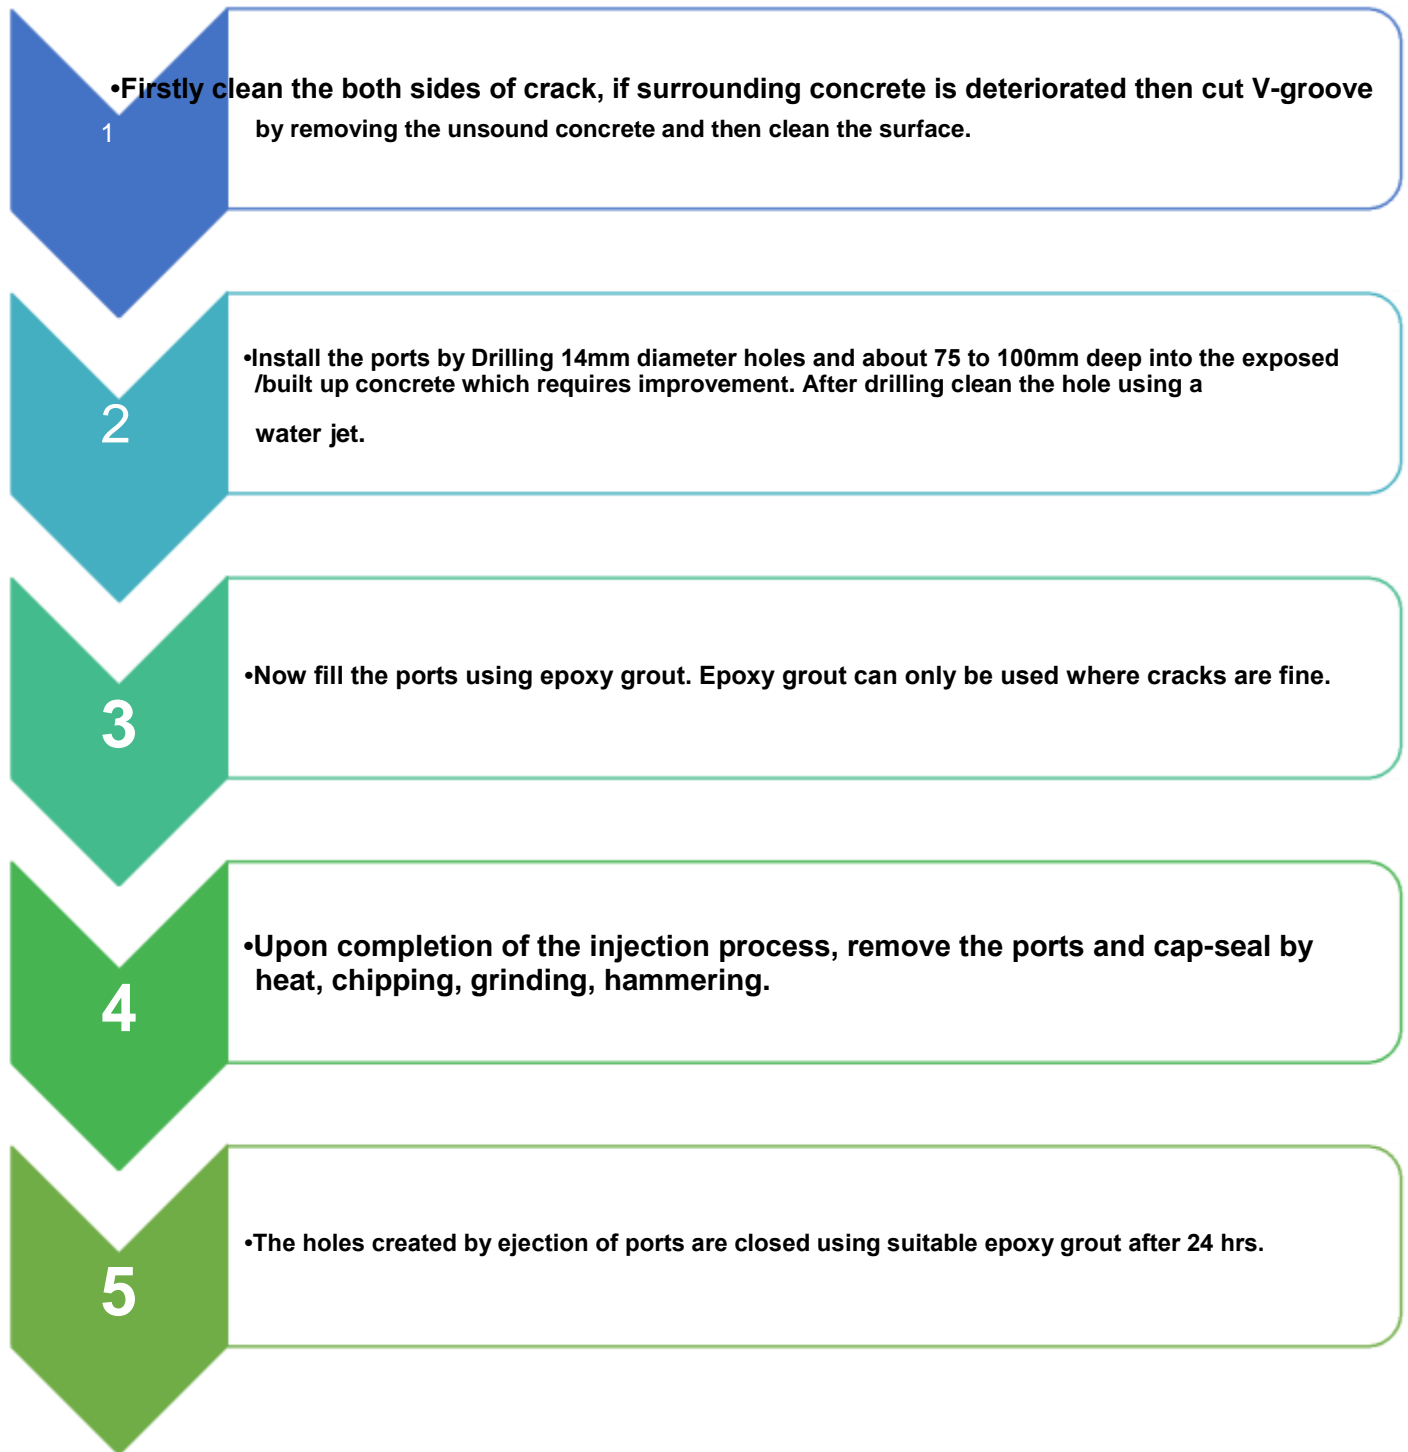 •Firstly clean the both sides of crack, if surrounding concrete is deteriorated then cut V-groove
1
by removing the unsound concrete and then clean the surface.
•Install the ports by Drilling 14mm diameter holes and about 75 to 100mm deep into the exposed
/built up concrete which requires improvement. After drilling clean the hole using a
2
water jet.
•Now fill the ports using epoxy grout. Epoxy grout can only be used where cracks are fine.
3
•Upon completion of the injection process, remove the ports and cap-seal by
heat, chipping, grinding, hammering.
4
•The holes created by ejection of ports are closed using suitable epoxy grout after 24 hrs.
5